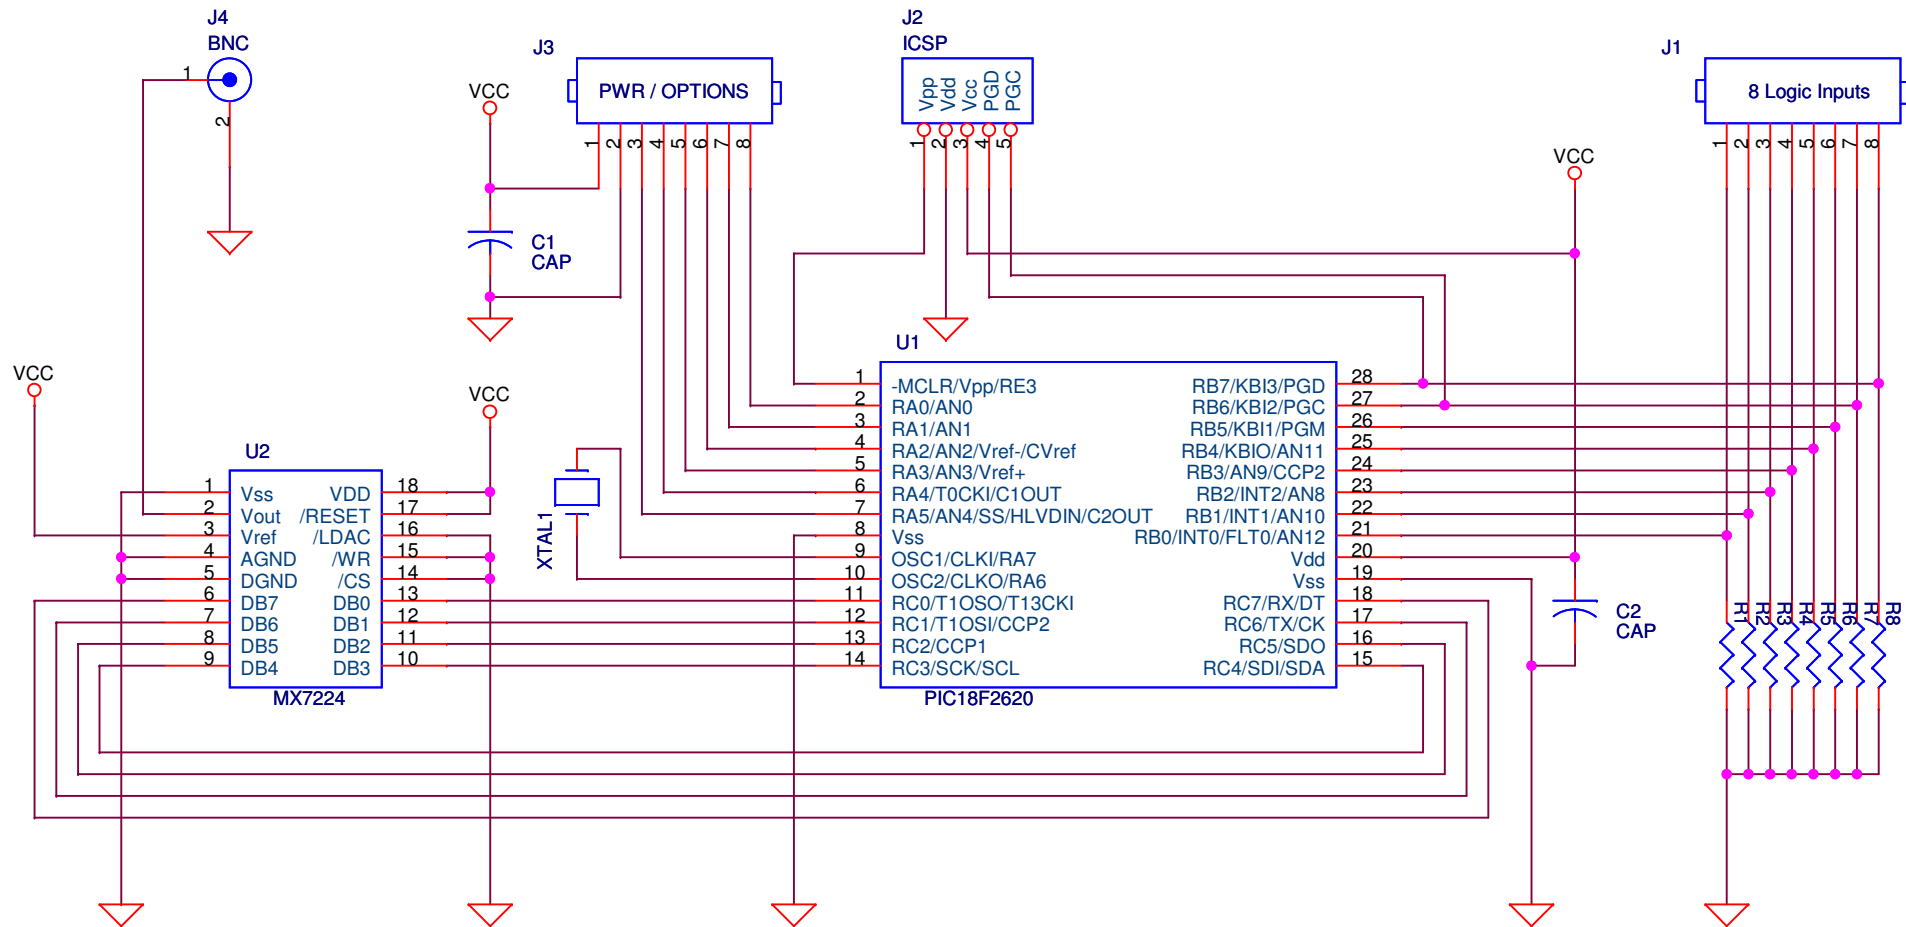 J4
BNC
1
2
J3
PWR / OPTIONS
1 2 3 4 5 6 7 8
VCC
C1
CAP
J2
ICSP
Vpp Vdd Vcc PGD PGC
1 2 3 4 5
J1
8 Logic Inputs
1 2 3 4 5 6 7 8
VCC
VCC
VCC
U2
1 Vss VDD 18
2 Vout /RESET 17
3 Vref /LDAC 16
4 AGND /WR 15
5 DGND /CS 14
6 DB7 DB0 13
7 DB6 DB1 12
8 DB5 DB2 11
9 DB4 DB3 10
MX7224
XTAL1
U1
1 -MCLR/Vpp/RE3 RB7/KBI3/PGD 28
2 RA0/AN0 RB6/KBI2/PGC 27
3 RA1/AN1 RB5/KBI1/PGM 26
4 RA2/AN2/Vref-/CVref RB4/KBIO/AN11 25
5 RA3/AN3/Vref+ RB3/AN9/CCP2 24
6 RA4/T0CKI/C1OUT RB2/INT2/AN8 23
7 RA5/AN4/SS/HLVDIN/C2OUT RB1/INT1/AN10 22
8 Vss RB0/INT0/FLT0/AN12 21
9 OSC1/CLKI/RA7 Vdd 20
10 OSC2/CLKO/RA6 Vss 19
11 RC0/T1OSO/T13CKI RC7/RX/DT 18
12 RC1/T1OSI/CCP2 RC6/TX/CK 17
13 RC2/CCP1 RC5/SDO 16
14 RC3/SCK/SCL RC4/SDI/SDA 15
PIC18F2620
C2
CAP
R1 R2 R3 R4 R5 R6 R7 R8